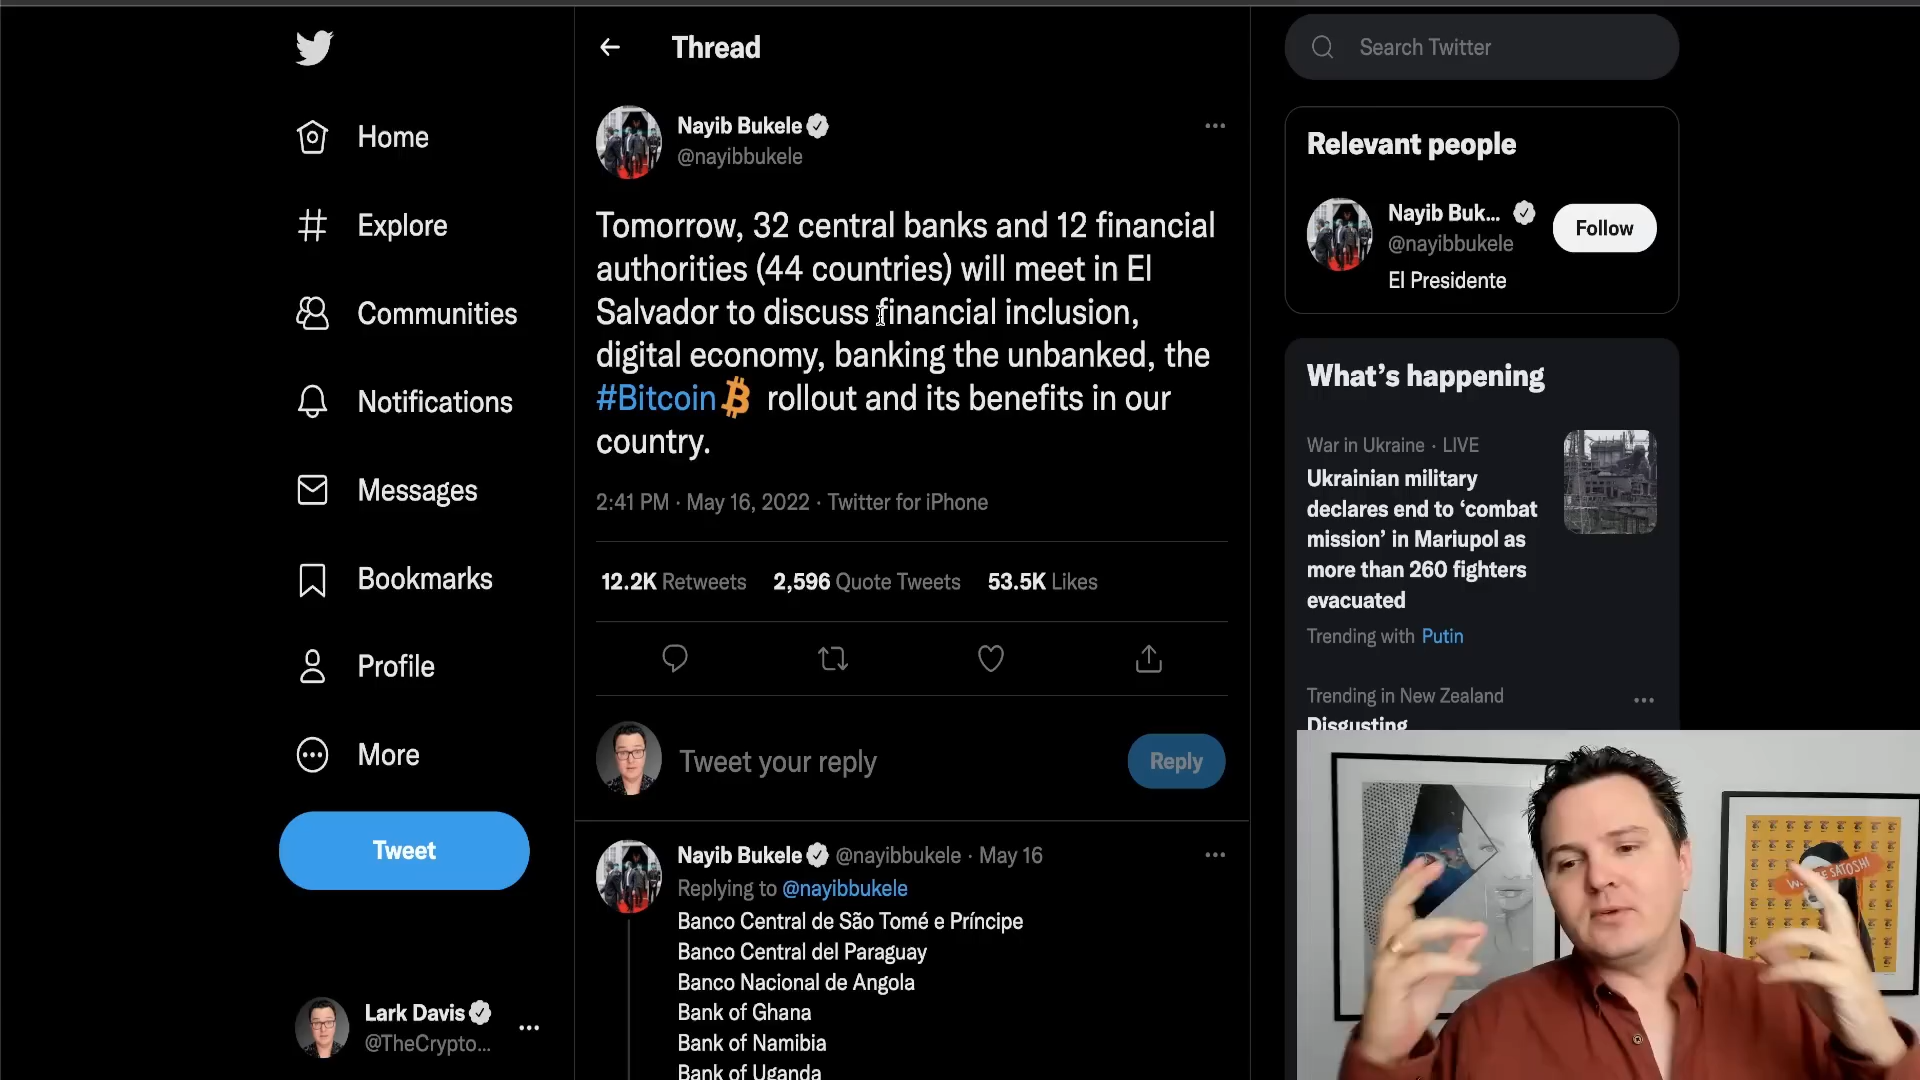 Home
Explore
Communities
Notifications
Messages
Bookmarks
Profile
More
Tweet
Lark Davis
@TheCrypto...
Thread
Nayib Bukele
@nayibbukele
Tomorrow, 32 central banks and 12 financial
authorities (44 countries) will meet in El
Salvador to discuss financial inclusion,
digital economy, banking the unbanked, the
#Bitcoin rollout and its benefits in our
country.
2:41 PM · May 16, 2022 · Twitter for iPhone
12.2K Retweets 2,596 Quote Tweets 53.5K Likes
Tweet your reply
Reply
Nayib Bukele @nayibbukele · May 16
Replying to @nayibbukele
Banco Central de São Tomé e Príncipe
Banco Central del Paraguay
Banco Nacional de Angola
Bank of Ghana
Bank of Namibia
Bank of Uganda
Search Twitter
Relevant people
Nayib Buk...
@nayibbukele
Follow
El Presidente
What's happening
War in Ukraine · LIVE
Ukrainian military
declares end to ‘combat
mission’ in Mariupol as
more than 260 fighters
evacuated
Trending with Putin
Trending in New Zealand
Disgusting
SATOSHI